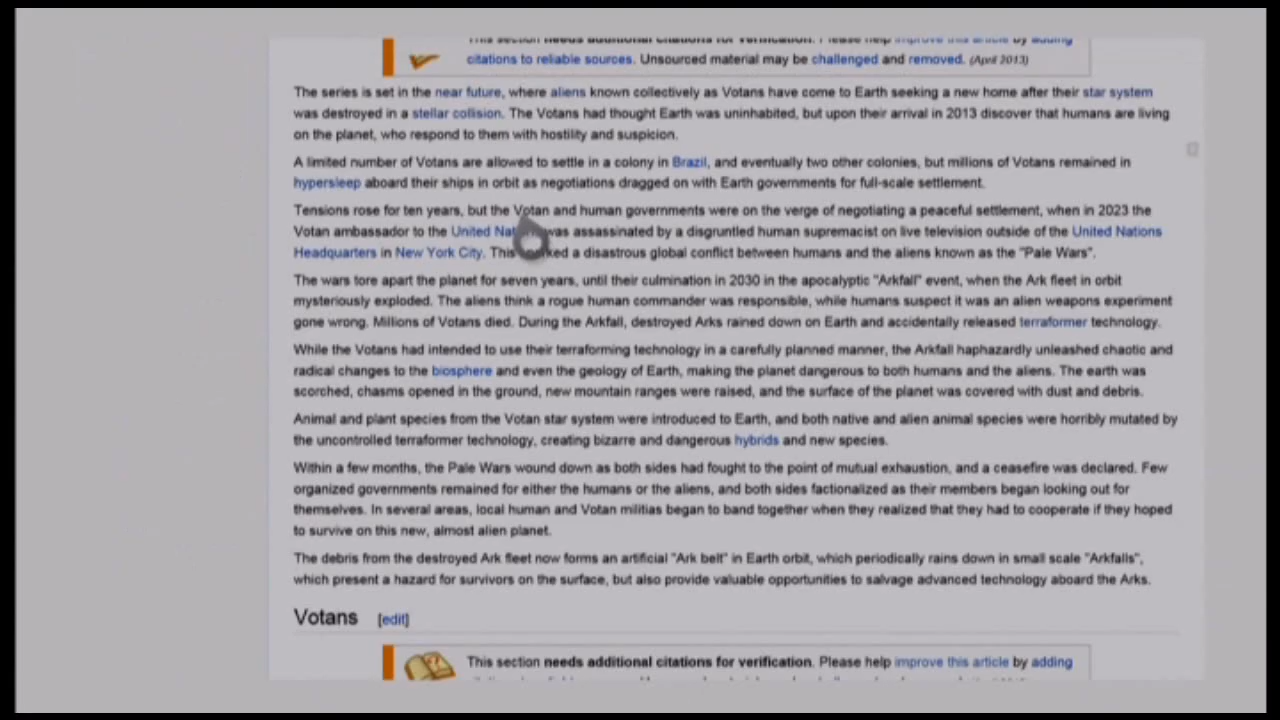 This section needs additional citations for verification. Please help improve this article by adding
citations to reliable sources. Unsourced material may be challenged and removed. (April 2013)
The series is set in the near future, where aliens known collectively as Votans have come to Earth seeking a new home after their star system
was destroyed in a stellar collision. The Votans had thought Earth was uninhabited, but upon their arrival in 2013 discover that humans are living
on the planet, who respond to them with hostility and suspicion.
A limited number of Votans are allowed to settle in a colony in Brazil, and eventually two other colonies, but millions of Votans remained in
hypersleep aboard their ships in orbit as negotiations dragged on with Earth governments for full-scale settlement.
Tensions rose for ten years, but the Votan and human governments were on the verge of negotiating a peaceful settlement, when in 2023 the
Votan ambassador to the United was assassinated by a disgruntled human supremacist on live television outside of the United Nations
Headquarters in New York City. This a disastrous global conflict between humans and the aliens known as the "Pale Wars".
The wars tore apart the planet for seven years, until their culmination in 2030 in the apocalyptic "Arkfall" event, when the Ark fleet in orbit
mysteriously exploded. The aliens think a rogue human commander was responsible, while humans suspect it was an alien weapons experiment
gone wrong. Millions of Votans died. During the Arkfall, destroyed Arks rained down on Earth and accidentally released terraformer technology.
While the Votans had intended to use their terraforming technology in a carefully planned manner, the Arkfall haphazardly unleashed chaotic and
radical changes to the biosphere and even the geology of Earth, making the planet dangerous to both humans and the aliens. The earth was
scorched, chasms opened in the ground, new mountain ranges were raised, and the surface of the planet was covered with dust and debris.
Animal and plant species from the Votan star system were introduced to Earth, and both native and alien animal species were horribly mutated by
the uncontrolled terraformer technology, creating bizarre and dangerous hybrids and new species.
Within a few months, the Pale Wars wound down as both sides had fought to the point of mutual exhaustion, and a ceasefire was declared. Few
organized governments remained for either the humans or the aliens, and both sides factionalized as their members began looking out for
themselves. In several areas, local human and Votan militias began to band together when they realized that they had to cooperate if they hoped
to survive on this new, almost alien planet.
The debris from the destroyed Ark fleet now forms an artificial "Ark belt" in Earth orbit, which periodically rains down in small scale "Arkfalls",
which present a hazard for survivors on the surface, but also provide valuable opportunities to salvage advanced technology aboard the Arks.
Votans [edit]
This section needs additional citations for verification. Please help improve this article by adding